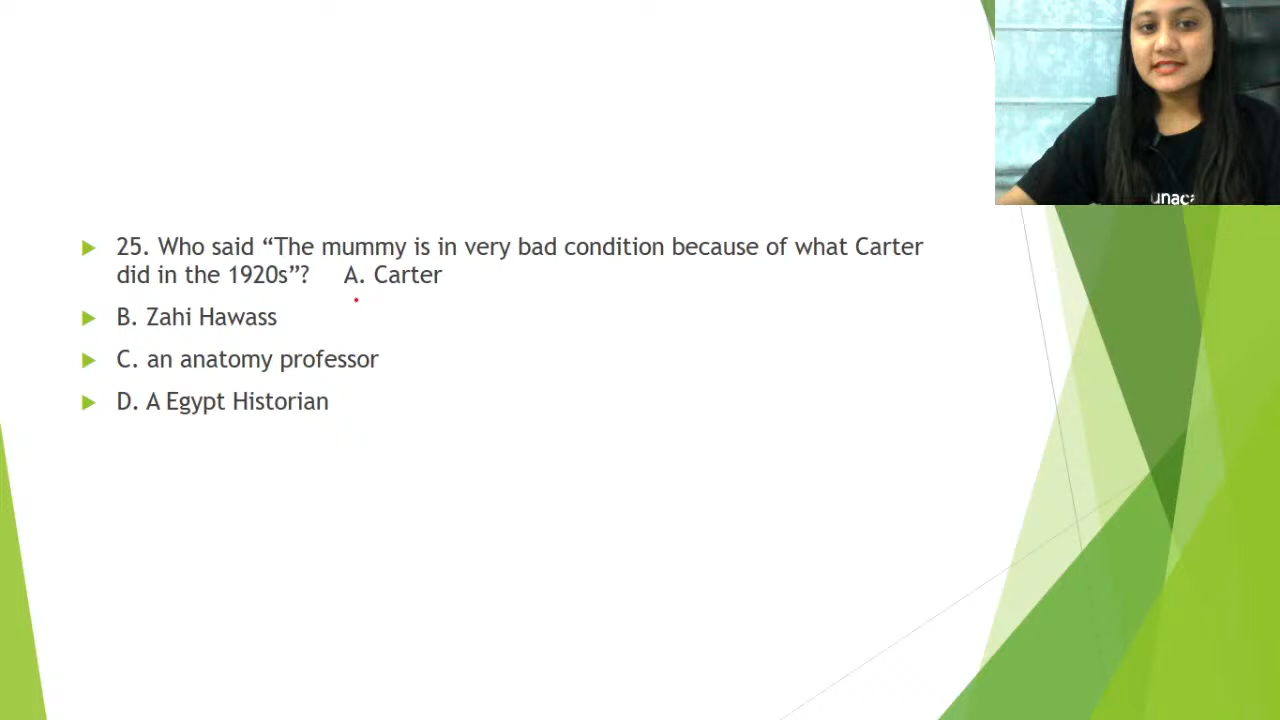 25. Who said “The mummy is in very bad condition because of what Carter
did in the 1920s”? A. Carter
B. Zahi Hawass
C. an anatomy professor
D. A Egypt Historian